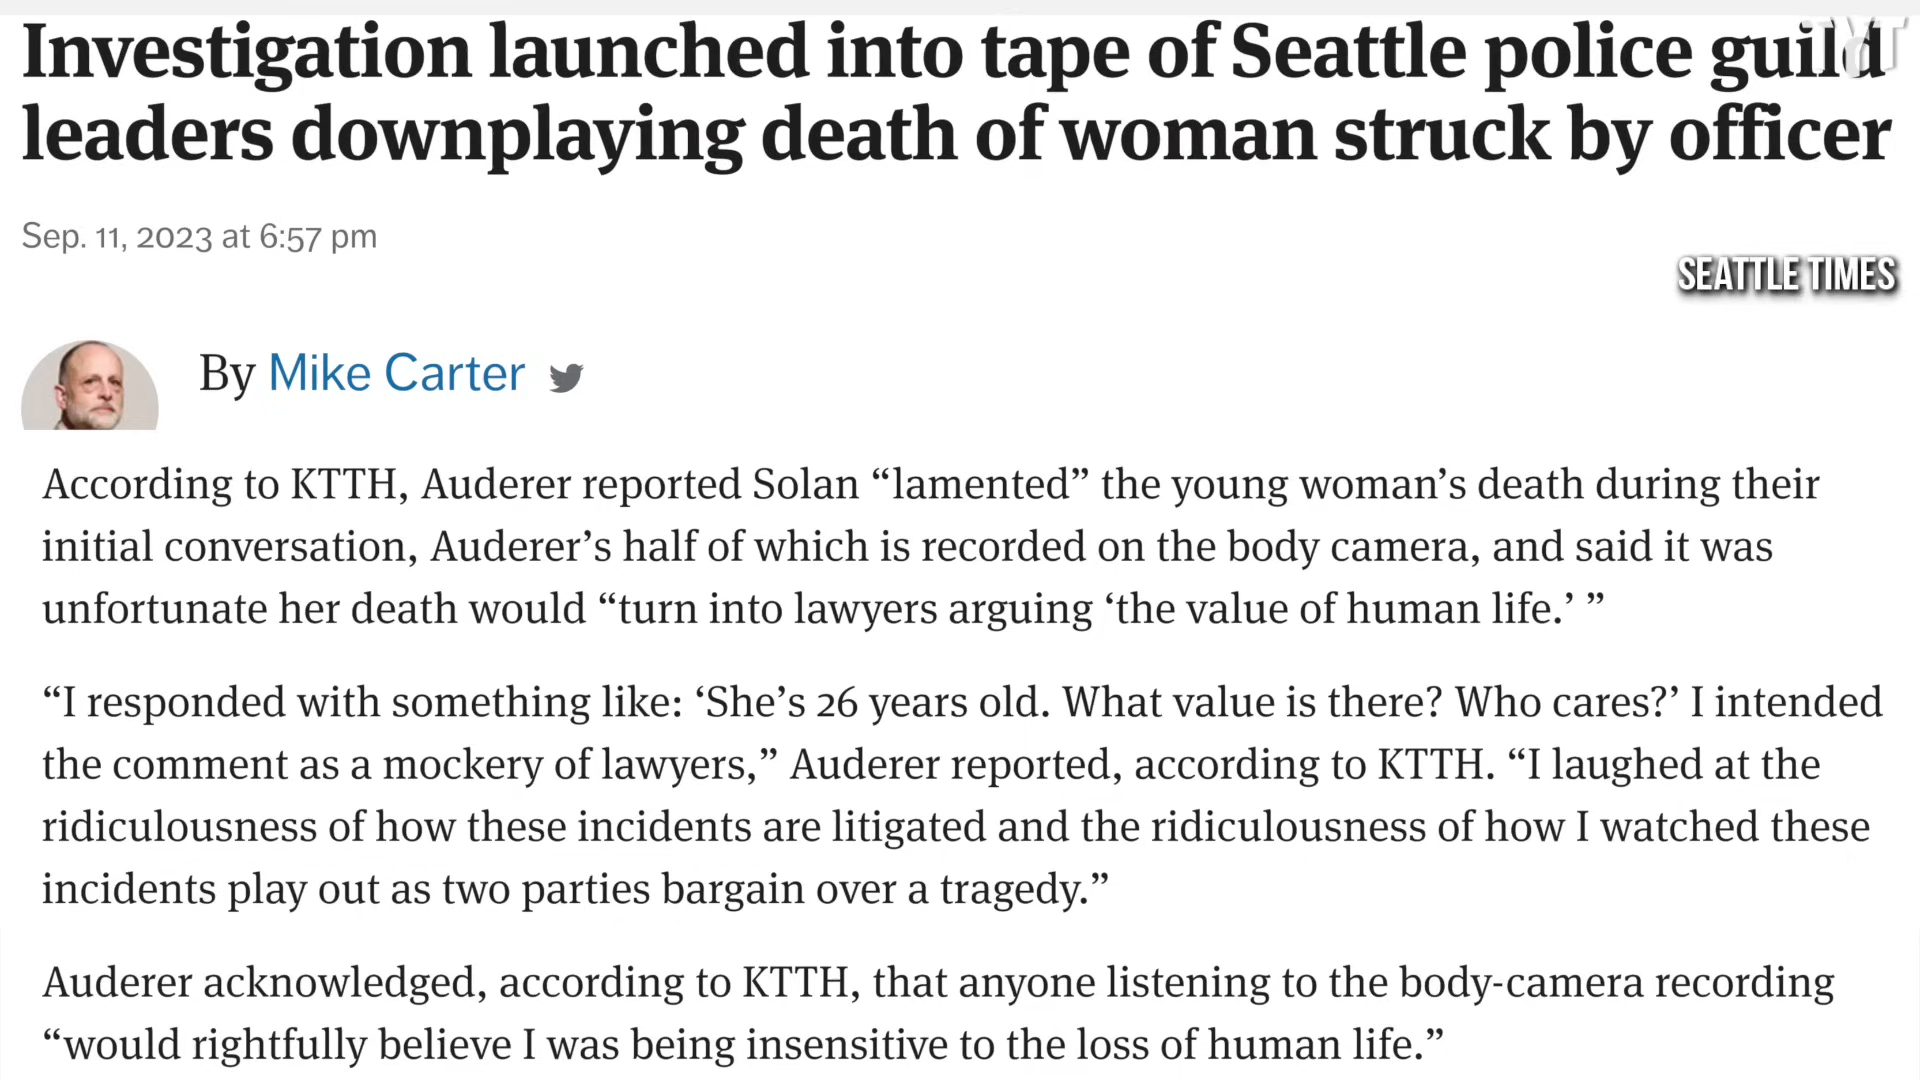 Investigation launched into tape of Seattle police guild
leaders downplaying death of woman struck by officer
TYT
Sep. 11, 2023 at 6:57 pm
SEATTLE TIMES
By Mike Carter
According to KTTH, Auderer reported Solan “lamented” the young woman’s death during their
initial conversation, Auderer’s half of which is recorded on the body camera, and said it was
unfortunate her death would “turn into lawyers arguing ‘the value of human life.’ ”
“I responded with something like: ‘She’s 26 years old. What value is there? Who cares?’ I intended
the comment as a mockery of lawyers,” Auderer reported, according to KTTH. “I laughed at the
ridiculousness of how these incidents are litigated and the ridiculousness of how I watched these
incidents play out as two parties bargain over a tragedy.”
Auderer acknowledged, according to KTTH, that anyone listening to the body-camera recording
“would rightfully believe I was being insensitive to the loss of human life.”